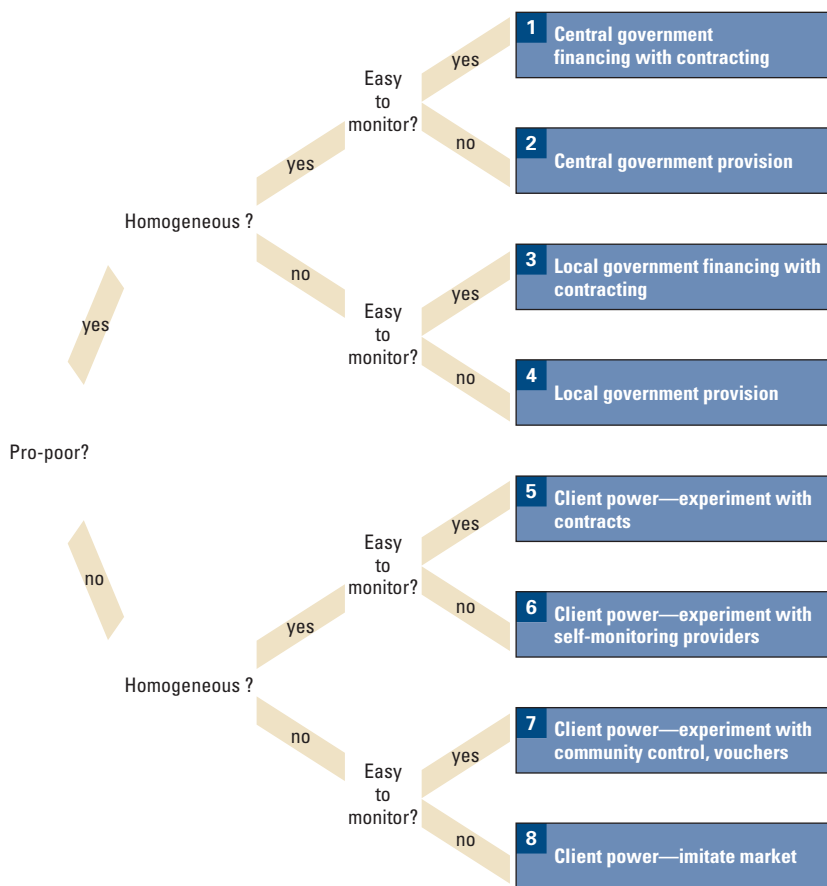 1 Central government
financing with contracting
yes
Easy
to
monitor?
no
2 Central government provision
yes
Homogeneous ?
no
3 Local government financing with
contracting
yes
Easy
to
monitor?
no
4 Local government provision
yes
Pro-poor?
no
5 Client power—experiment with
contracts
yes
Easy
to
monitor?
no
6 Client power—experiment with
self-monitoring providers
yes
Homogeneous ?
no
7 Client power—experiment with
community control, vouchers
yes
Easy
to
monitor?
no
8 Client power—imitate market